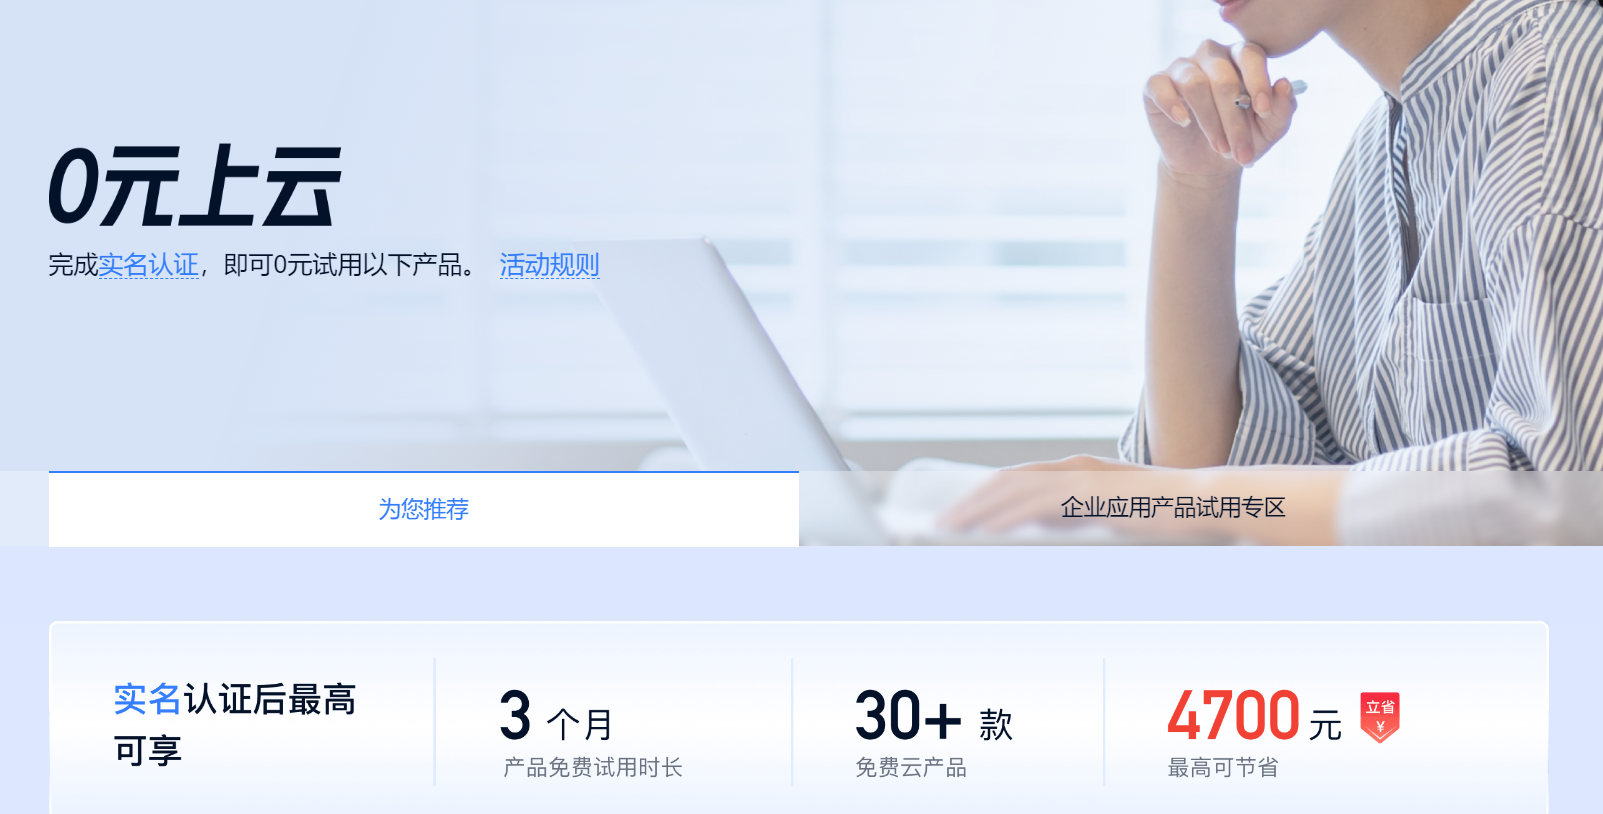 0元上云
完成实名认证，即可0元试用以下产品。 活动规则
为您推荐
企业应用产品试用专区
实名认证后最高
可享
3 个月
产品免费试用时长
30+ 款
免费云产品
4700 元
立省
¥
最高可节省